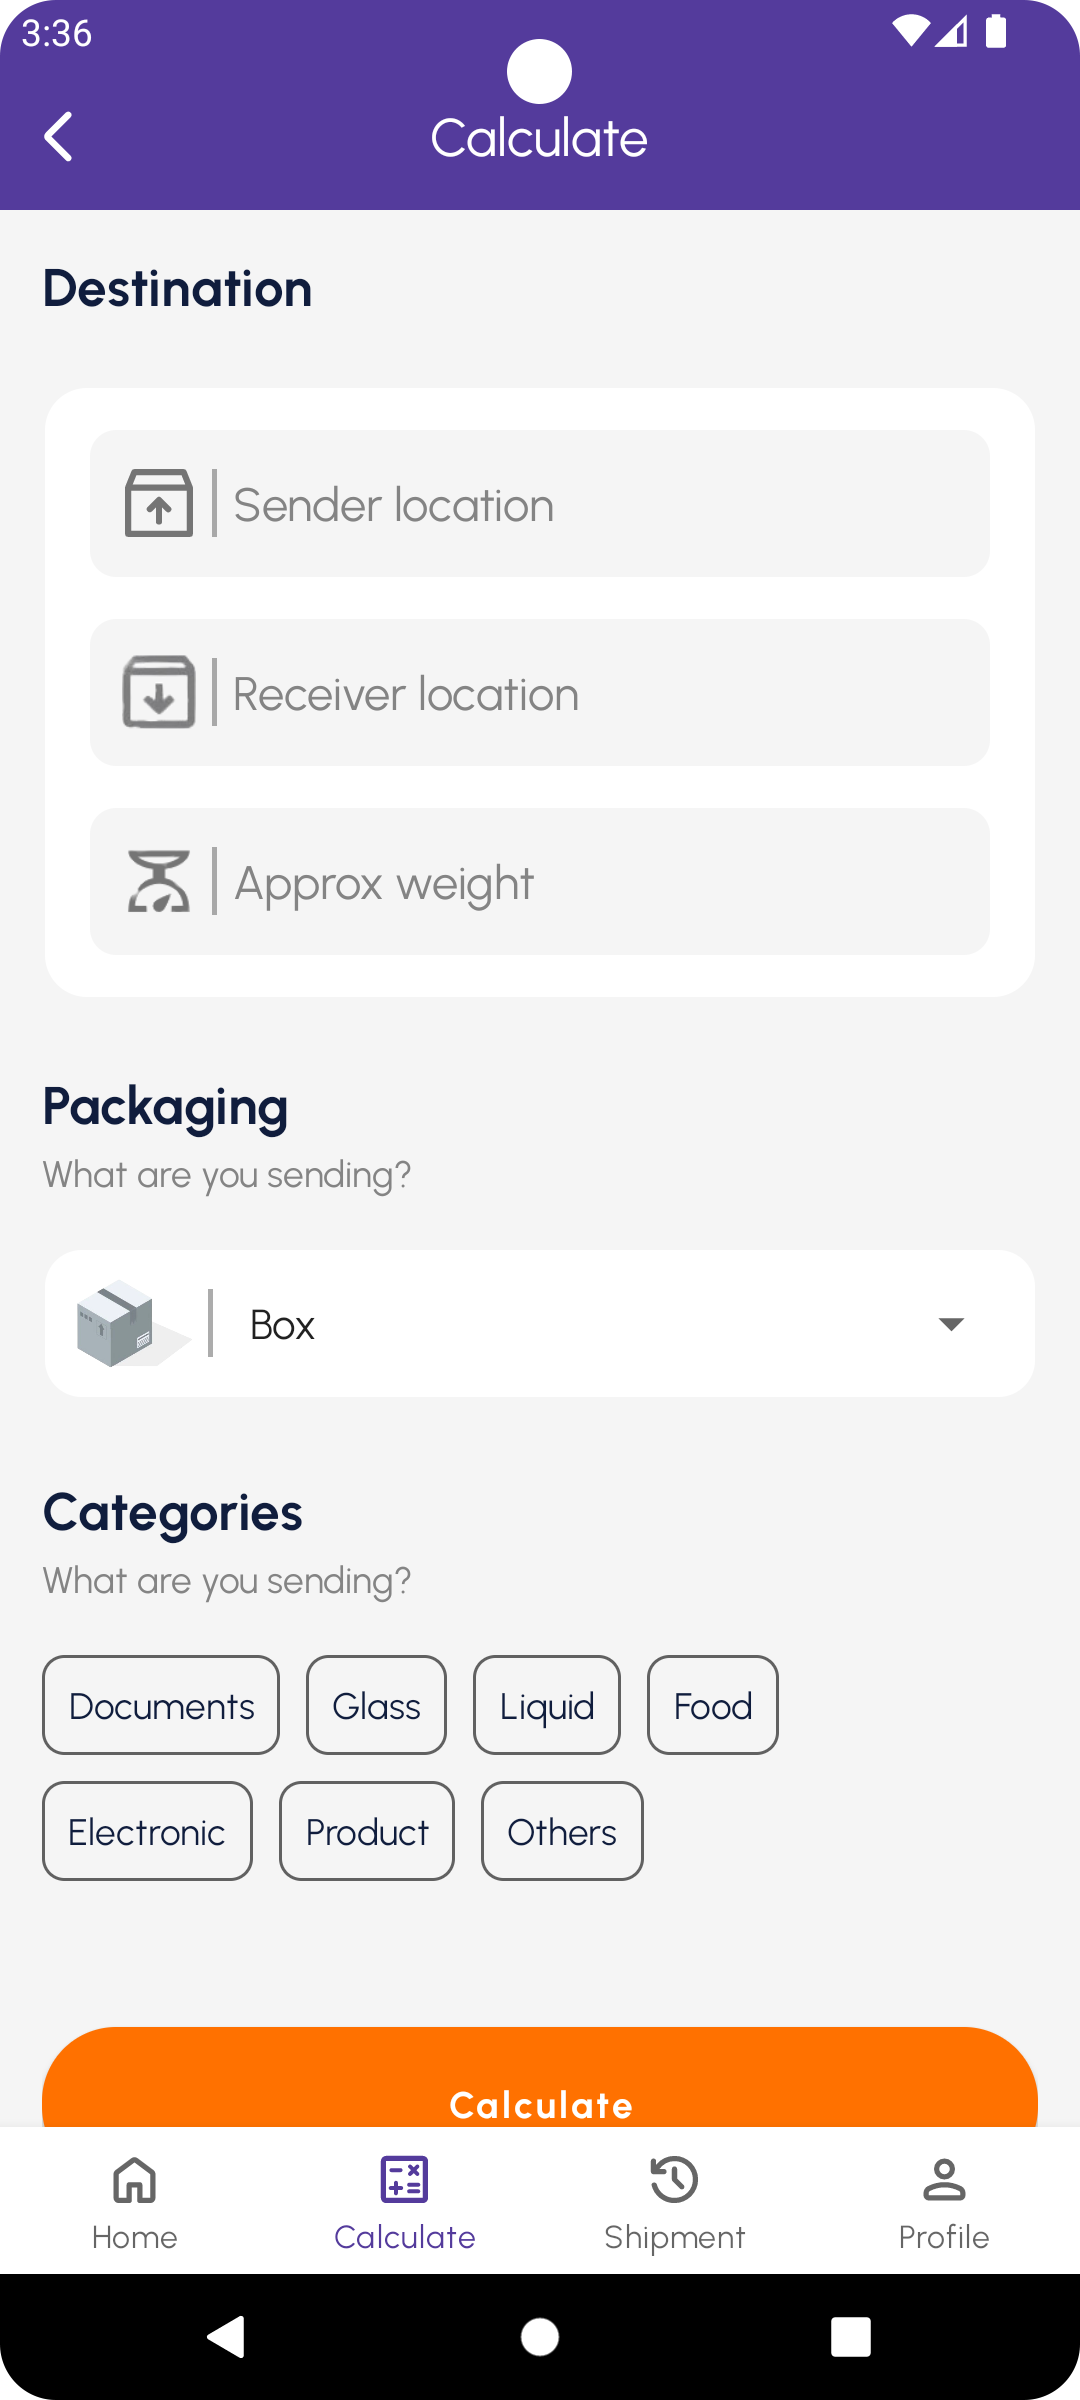 3:36
Calculate
Destination
Sender location
Receiver location
Approx weight
Packaging
What are you sending?
Box
Categories
What are you sending?
Documents Glass Liquid Food
Electronic Product Others
Calculate
Home Calculate Shipment Profile